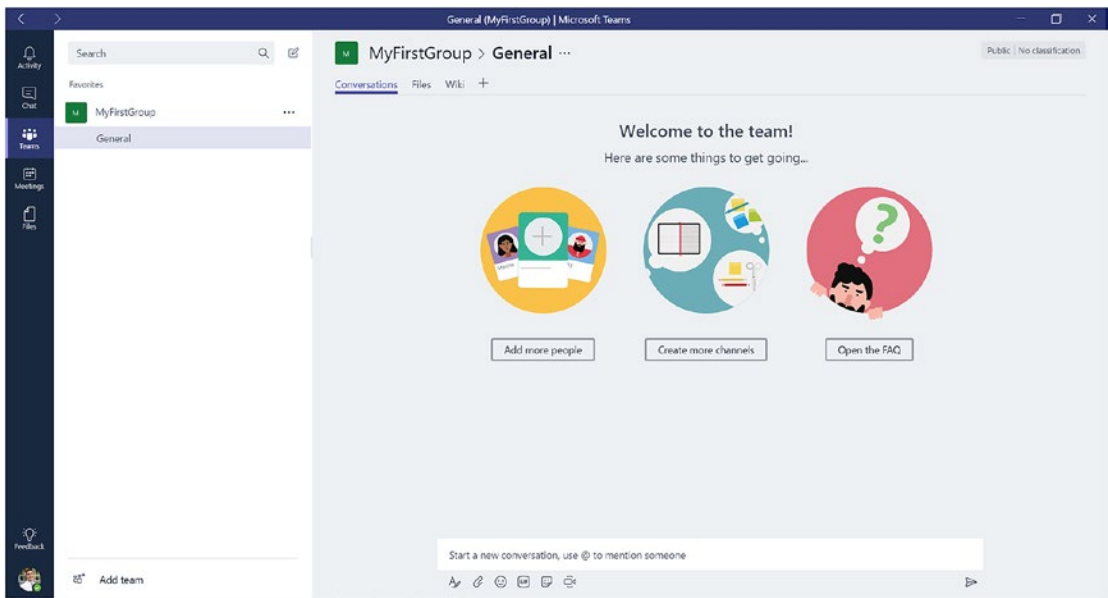 General (MyFirstGroup) | Microsoft Teams
Activity
Chat
Teams
Meetings
Files
Feedback
Search
Favorites
M MyFirstGroup
General
Add team
M MyFirstGroup > General ...
Public | No classification
Conversations Files Wiki +
Welcome to the team!
Here are some things to get going...
Add more people
Create more channels
Open the FAQ
Start a new conversation, use @ to mention someone
GIF